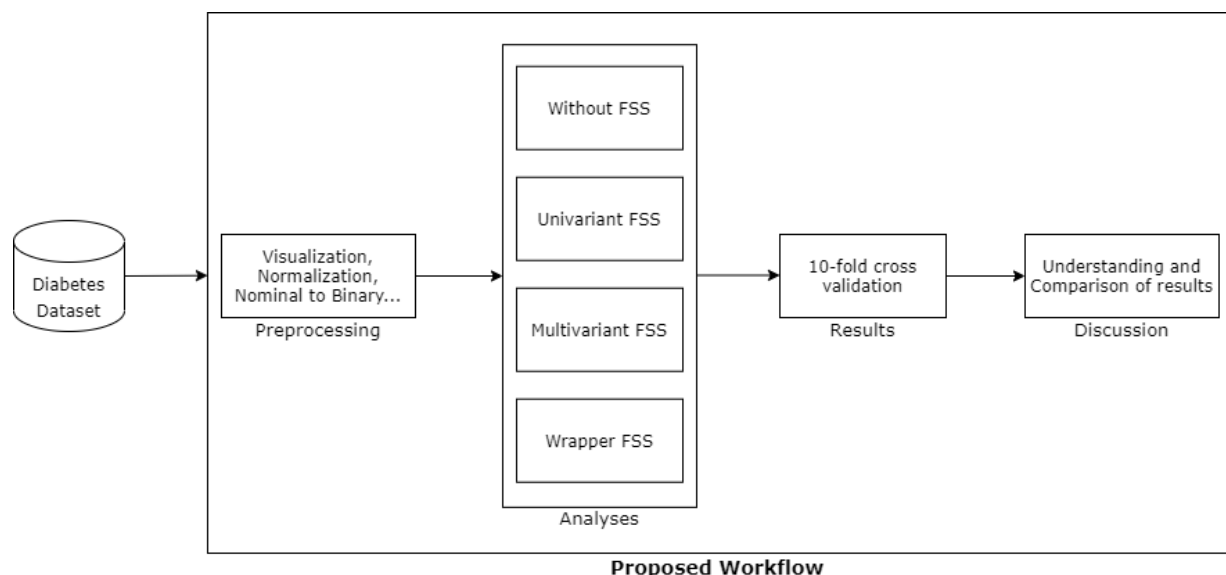 Diabetes
Dataset
Visualization,
Normalization,
Nominal to Binary...
Preprocessing
Without FSS
Univariant FSS
Multivariant FSS
Wrapper FSS
Analyses
10-fold cross
validation
Results
Understanding and
Comparison of results
Discussion
Proposed Workflow